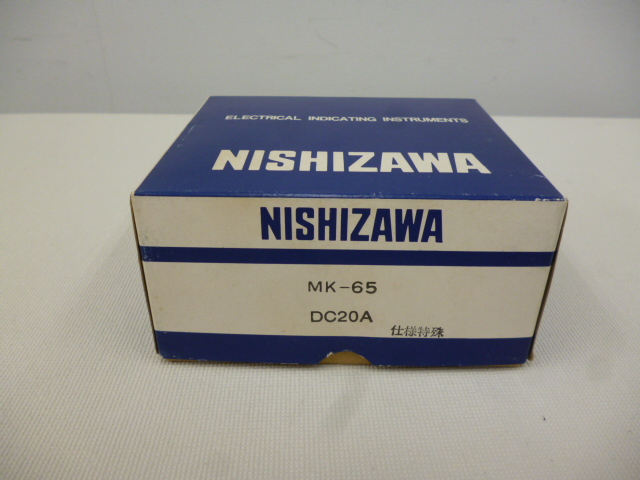 ELECTRICAL INDICATING INSTRUMENTS
NISHIZAWA
NISHIZAWA
MK-65
DC20A
仕様特殊